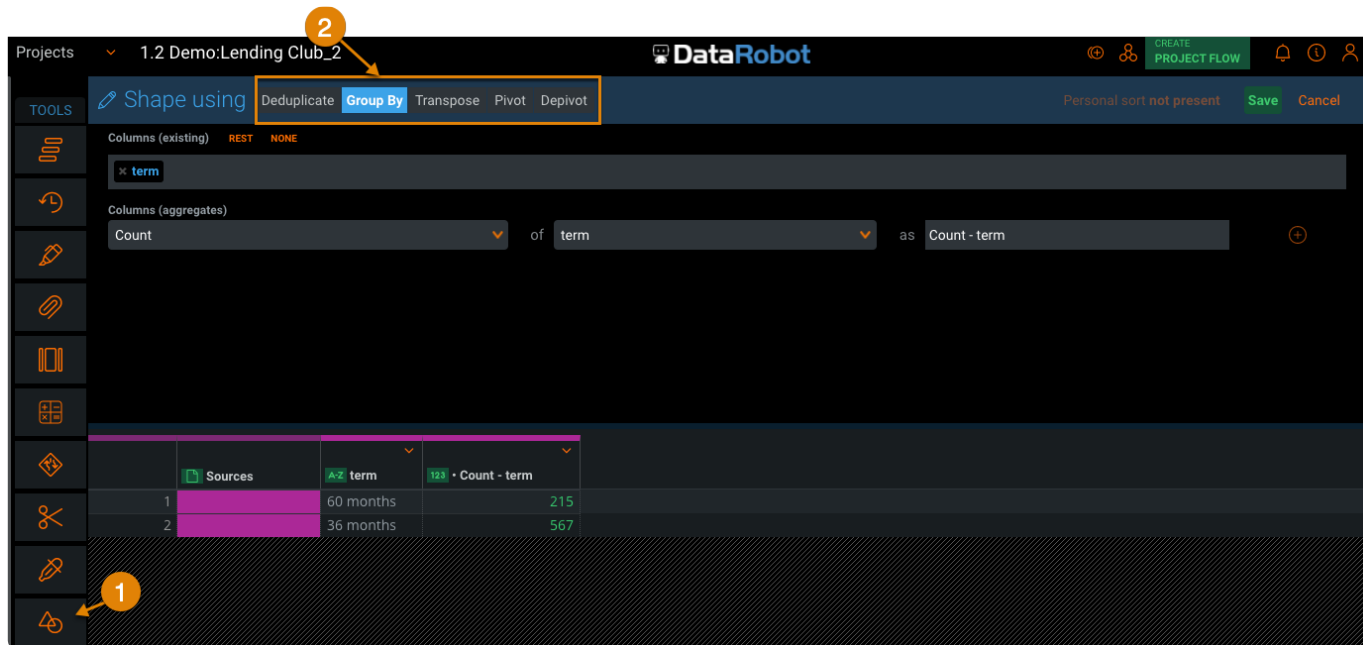 2
Projects 1.2 Demo:Lending Club_2 DataRobot CREATE PROJECT FLOW
TOOLS Shape using Deduplicate Group By Transpose Pivot Depivot Personal sort not present Save Cancel
Columns (existing) REST NONE
× term
Columns (aggregates)
Count of term as Count - term
Sources A-Z term 123 • Count - term
1 60 months 215
2 36 months 567
1